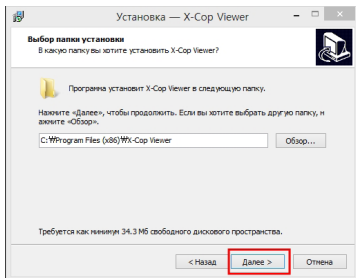 Установка — X-Cop Viewer
Выбор папки установки
В какую папку вы хотите установить X-Cop Viewer?
Программа установит X-Cop Viewer в следующую папку.
Нажмите «Далее», чтобы продолжить. Если вы хотите выбрать другую папку, н
ажмите «Обзор».
C:₩Program Files (x86)₩X-Cop Viewer
Обзор...
Требуется как минимум 34.3 Мб свободного дискового пространства.
< Назад
Далее >
Отмена